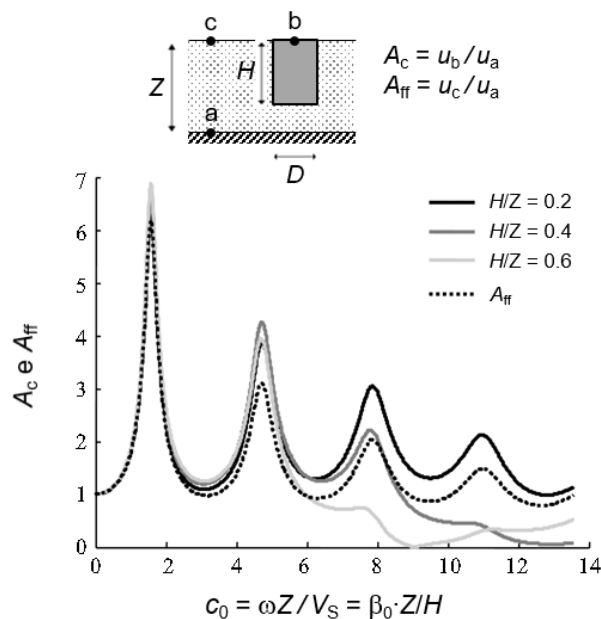 c
b
A_c = u_b / u_a
A_ff = u_c / u_a
Z
H
a
D
7
6
5
4
3
2
1
0
H/Z = 0.2
H/Z = 0.4
H/Z = 0.6
A_ff
A_c e A_ff
0 2 4 6 8 10 12 14
c_0 = ωZ / V_S = β_0·Z/H